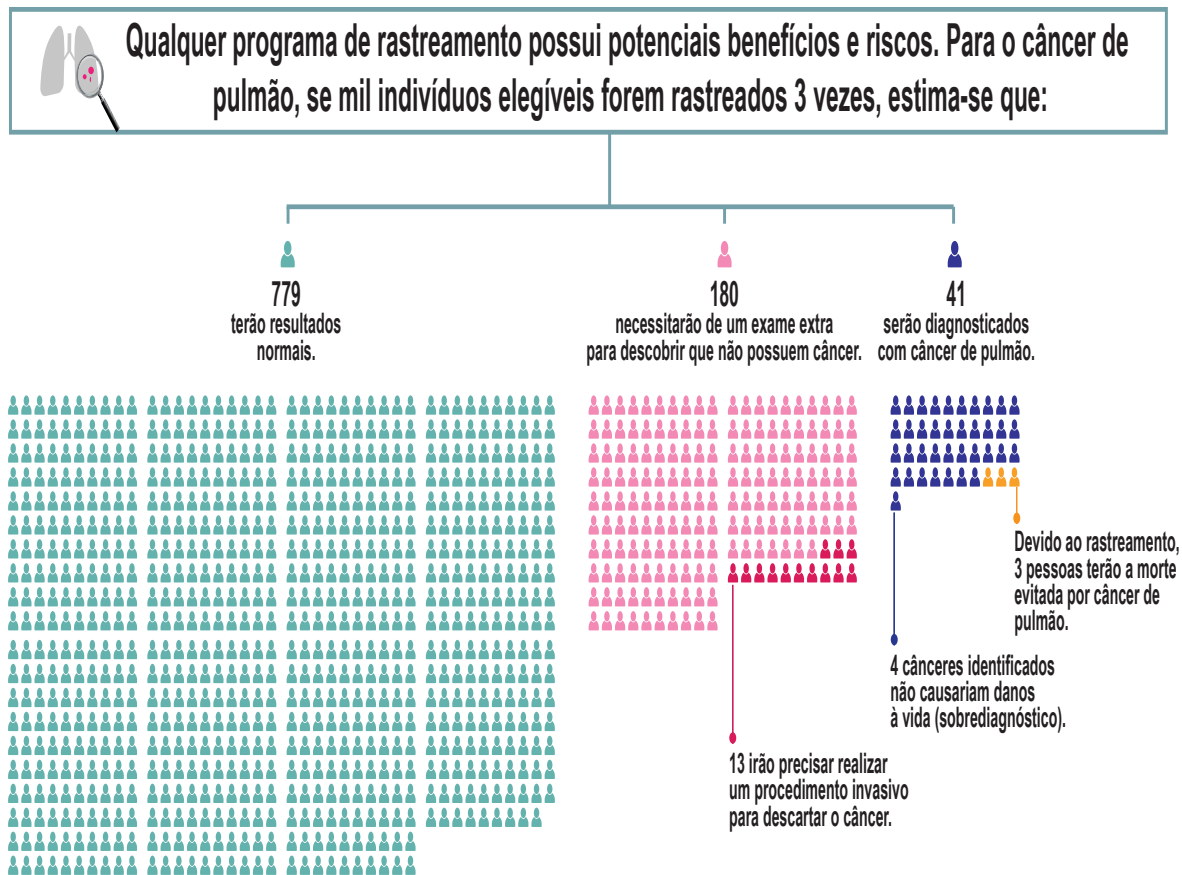 Qualquer programa de rastreamento possui potenciais benefícios e riscos. Para o câncer de
pulmão, se mil indivíduos elegíveis forem rastreados 3 vezes, estima-se que:
779
terão resultados
normais.
180
necessitarão de um exame extra
para descobrir que não possuem câncer.
41
serão diagnosticados
com câncer de pulmão.
Devido ao rastreamento,
3 pessoas terão a morte
evitada por câncer de
pulmão.
4 cânceres identificados
não causariam danos
à vida (sobrediagnóstico).
13 irão precisar realizar
um procedimento invasivo
para descartar o câncer.